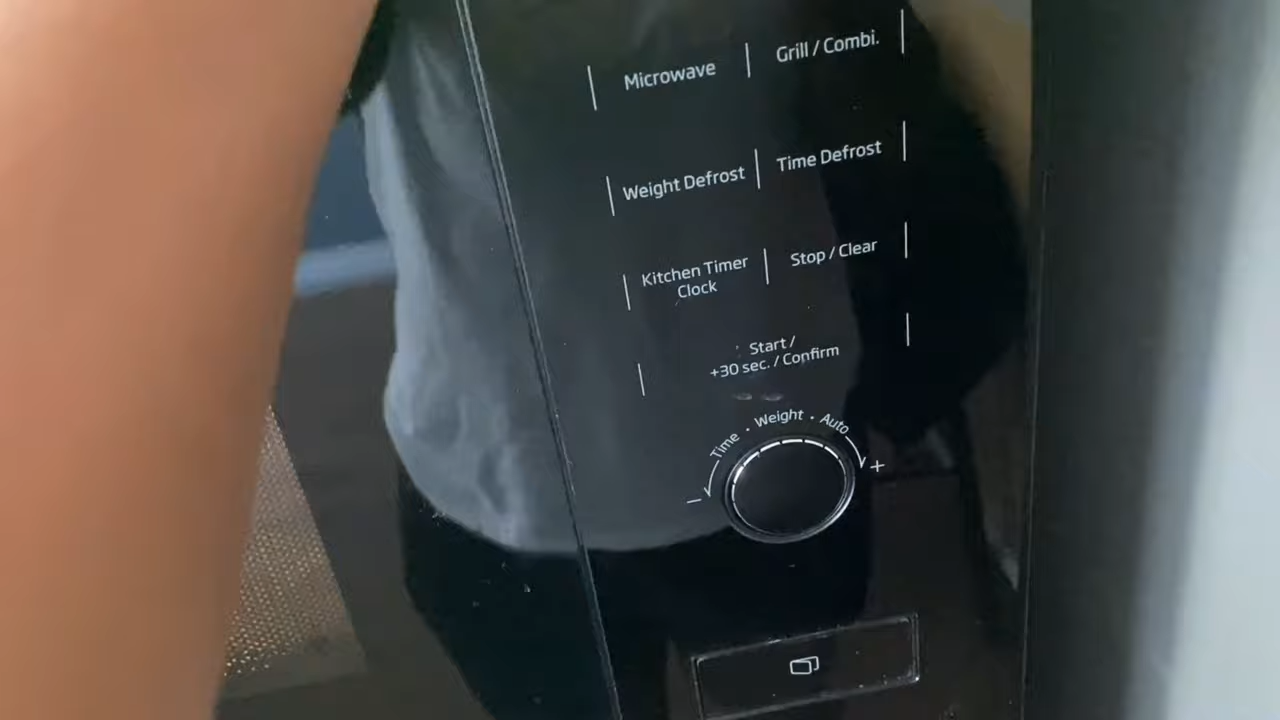 Microwave
Grill / Combi.
Weight Defrost
Time Defrost
Kitchen Timer
Clock
Stop / Clear
Start /
+30 sec. / Confirm
Time · Weight · Auto
− +